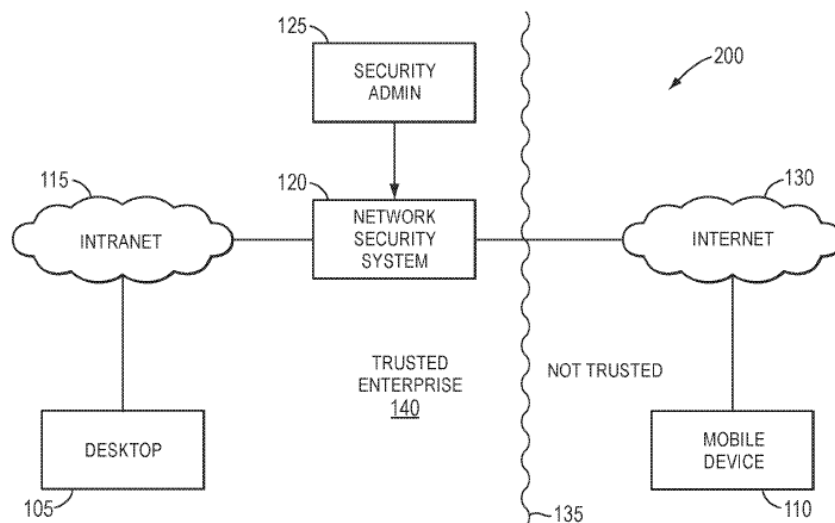 125
SECURITY
ADMIN
200
115
120
130
INTRANET
NETWORK
SECURITY
SYSTEM
INTERNET
TRUSTED
ENTERPRISE
140
NOT TRUSTED
DESKTOP
MOBILE
DEVICE
105
135
110